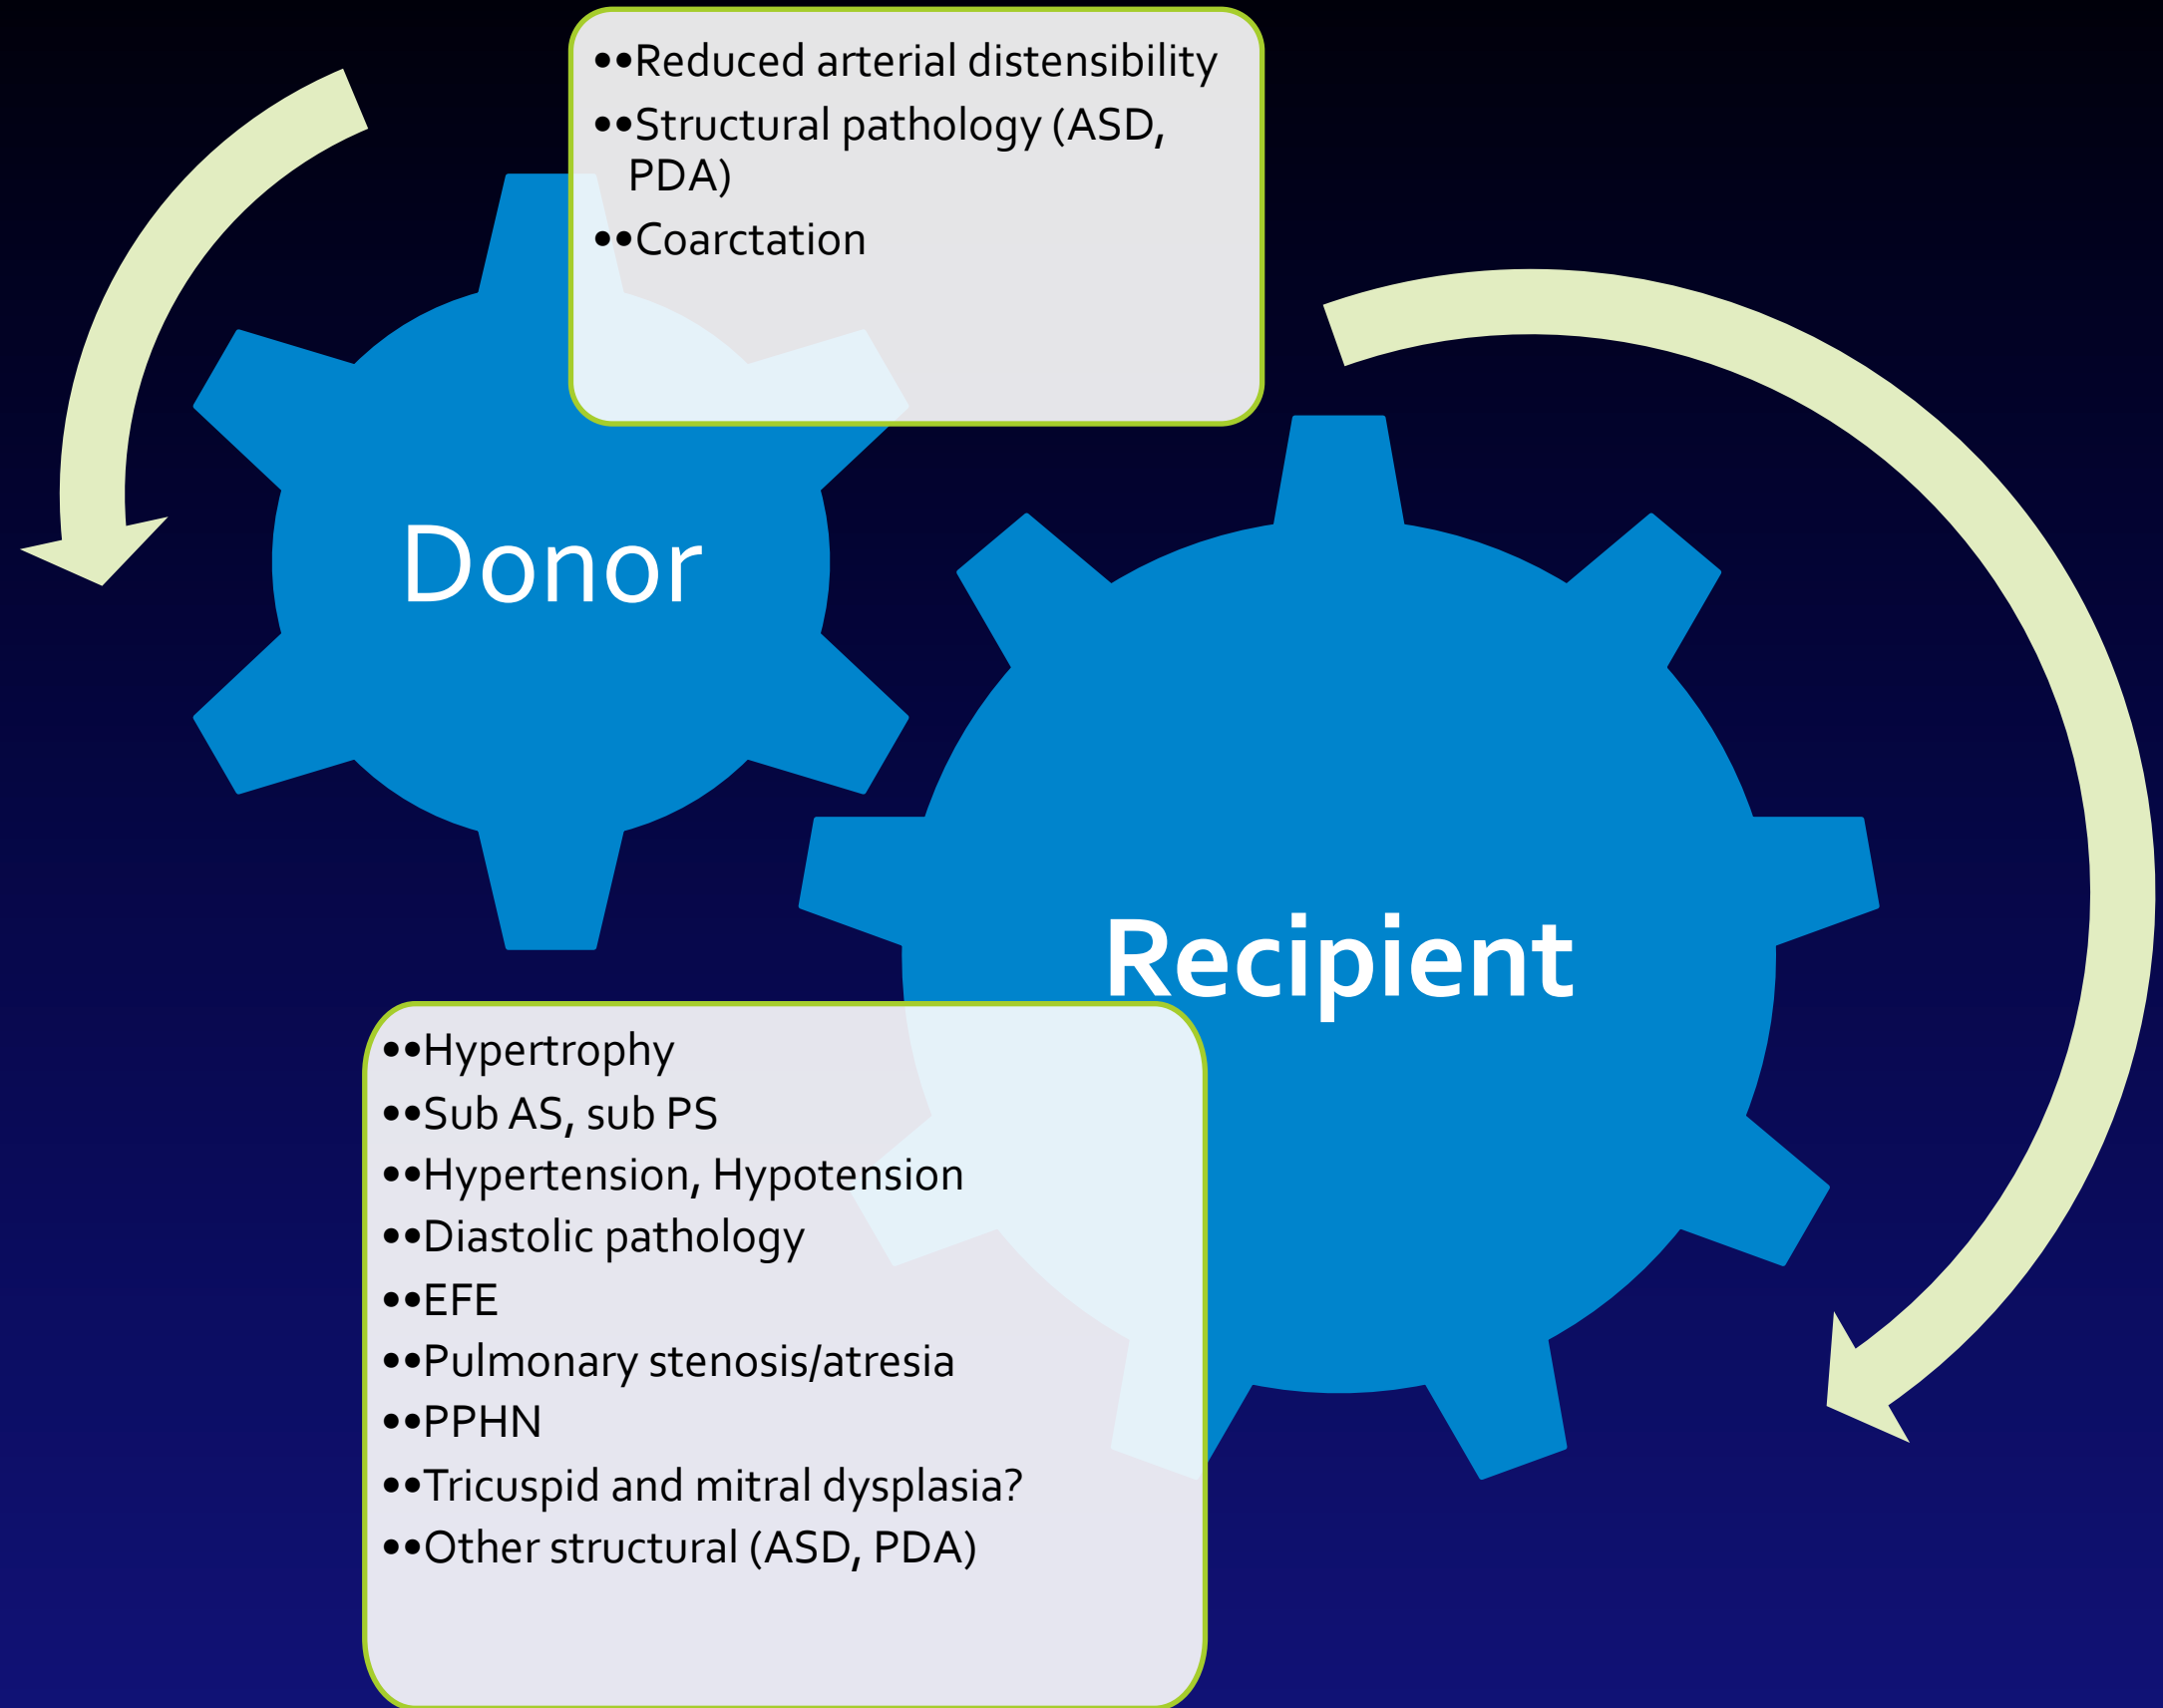 ••Reduced arterial distensibility
••Structural pathology (ASD,
PDA)
••Coarctation
Donor
Recipient
••Hypertrophy
••Sub AS, sub PS
••Hypertension, Hypotension
••Diastolic pathology
••EFE
••Pulmonary stenosis/atresia
••PPHN
••Tricuspid and mitral dysplasia?
••Other structural (ASD, PDA)